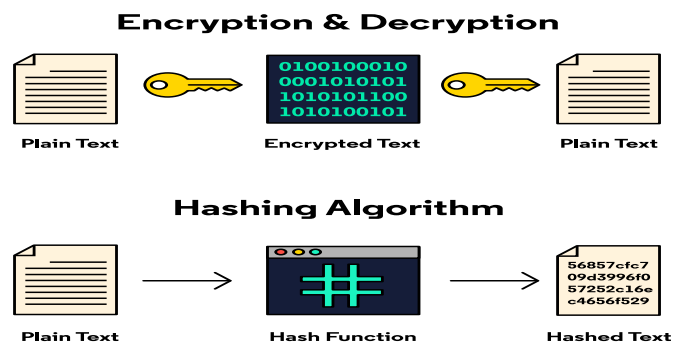 Encryption & Decryption
0100100010
0001010101
1010101100
1010100101
Plain Text
Encrypted Text
Plain Text
Hashing Algorithm
56857cfc7
09d3996f0
57252c16e
c4656f529
Plain Text
Hash Function
Hashed Text